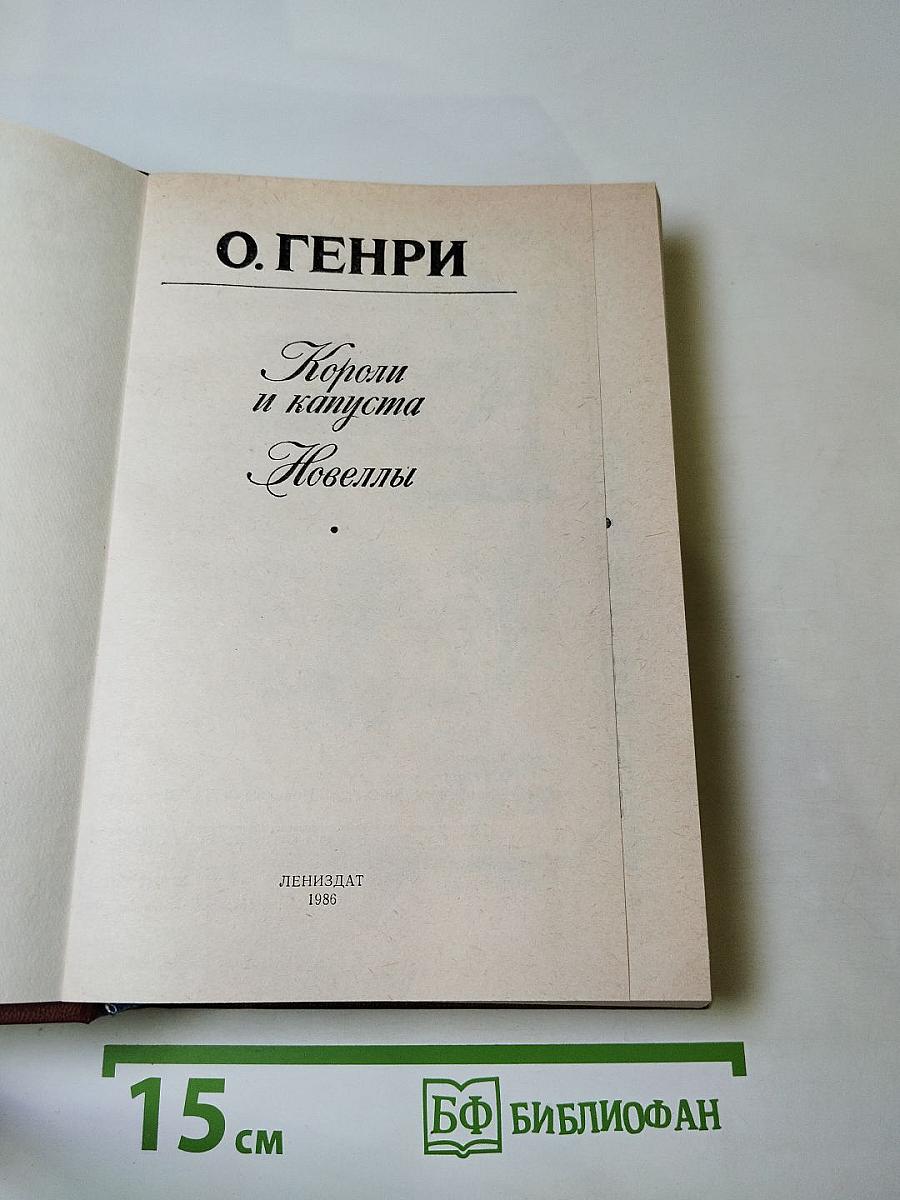 О. ГЕНРИ
Короли
и капуста
Новеллы
ЛЕНИЗДАТ
1986
15 см
БФ БИБЛИОФАН